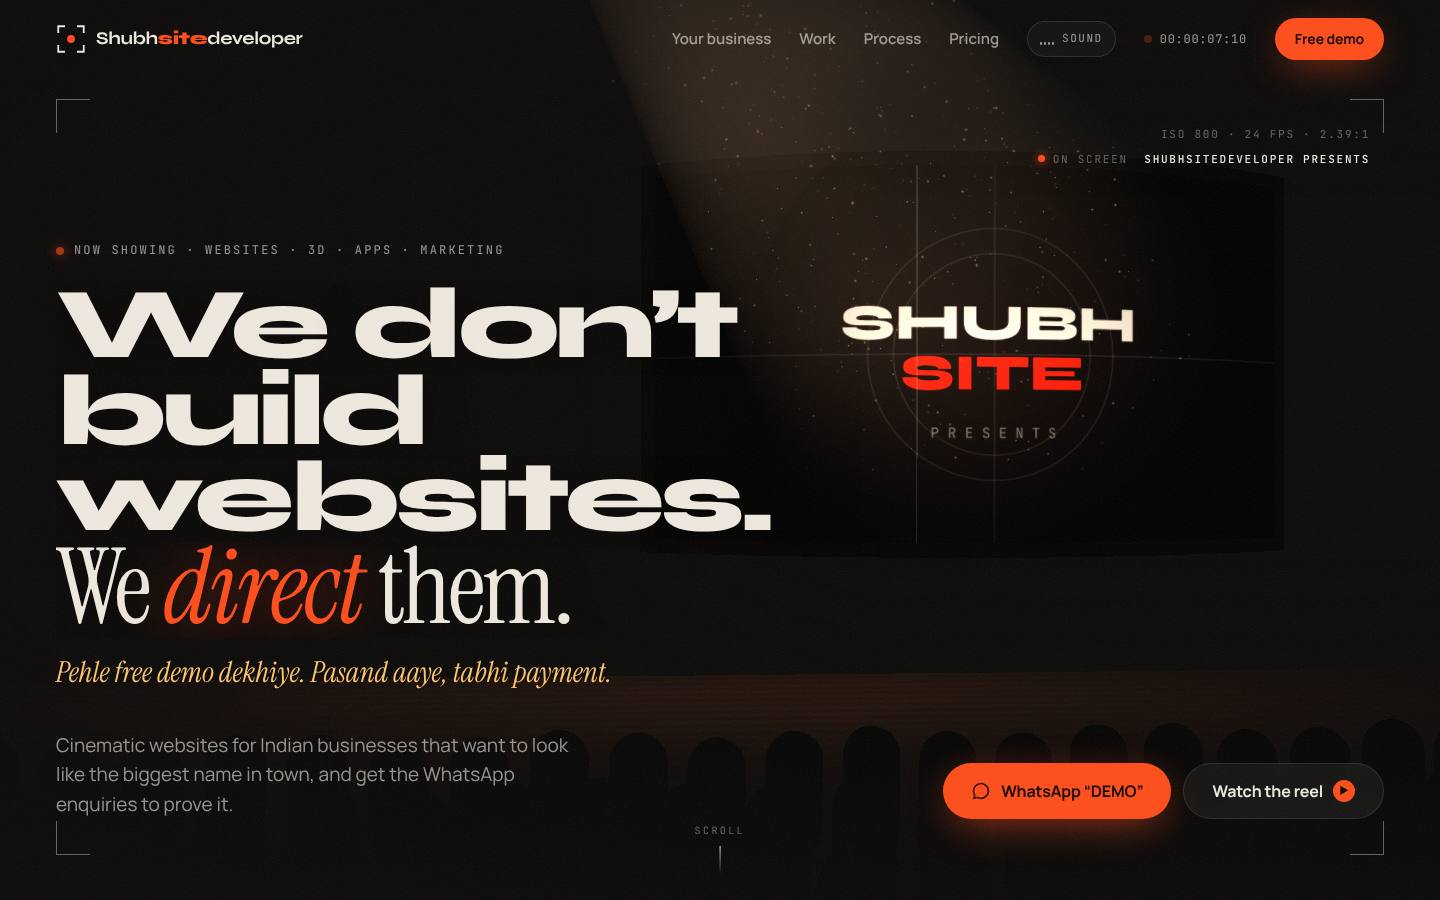 Shubhsitedeveloper
Your business
Work
Process
Pricing
SOUND
00:00:07:10
Free demo
ISO 800 · 24 FPS · 2.39:1
ON SCREEN SHUBHSITEDEVELOPER PRESENTS
NOW SHOWING · WEBSITES · 3D · APPS · MARKETING
We don’t
build
websites.
We direct them.
SHUBH
SITE
PRESENTS
Pehle free demo dekhiye. Pasand aaye, tabhi payment.
Cinematic websites for Indian businesses that want to look
like the biggest name in town, and get the WhatsApp
enquiries to prove it.
WhatsApp “DEMO”
Watch the reel
SCROLL